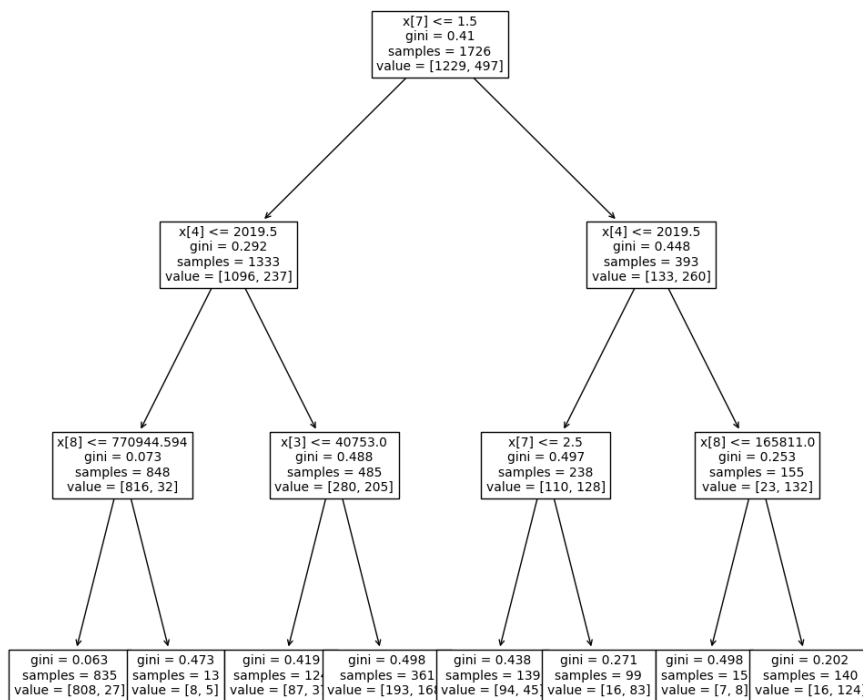 x[7] <= 1.5
gini = 0.41
samples = 1726
value = [1229, 497]
x[4] <= 2019.5
gini = 0.292
samples = 1333
value = [1096, 237]
x[4] <= 2019.5
gini = 0.448
samples = 393
value = [133, 260]
x[8] <= 770944.594
gini = 0.073
samples = 848
value = [816, 32]
x[3] <= 40753.0
gini = 0.488
samples = 485
value = [280, 205]
x[7] <= 2.5
gini = 0.497
samples = 238
value = [110, 128]
x[8] <= 165811.0
gini = 0.253
samples = 155
value = [23, 132]
gini = 0.063
samples = 835
value = [808, 27]
gini = 0.473
samples = 13
value = [8, 5]
gini = 0.419
samples =
value = [87,
gini = 0.498
samples = 361
value = [193,
gini = 0.438
samples = 139
value = [94, 45]
gini = 0.271
samples = 99
value = [16, 83]
gini = 0.498
samples = 15
value = [7, 8]
gini = 0.202
samples = 140
value = [16,